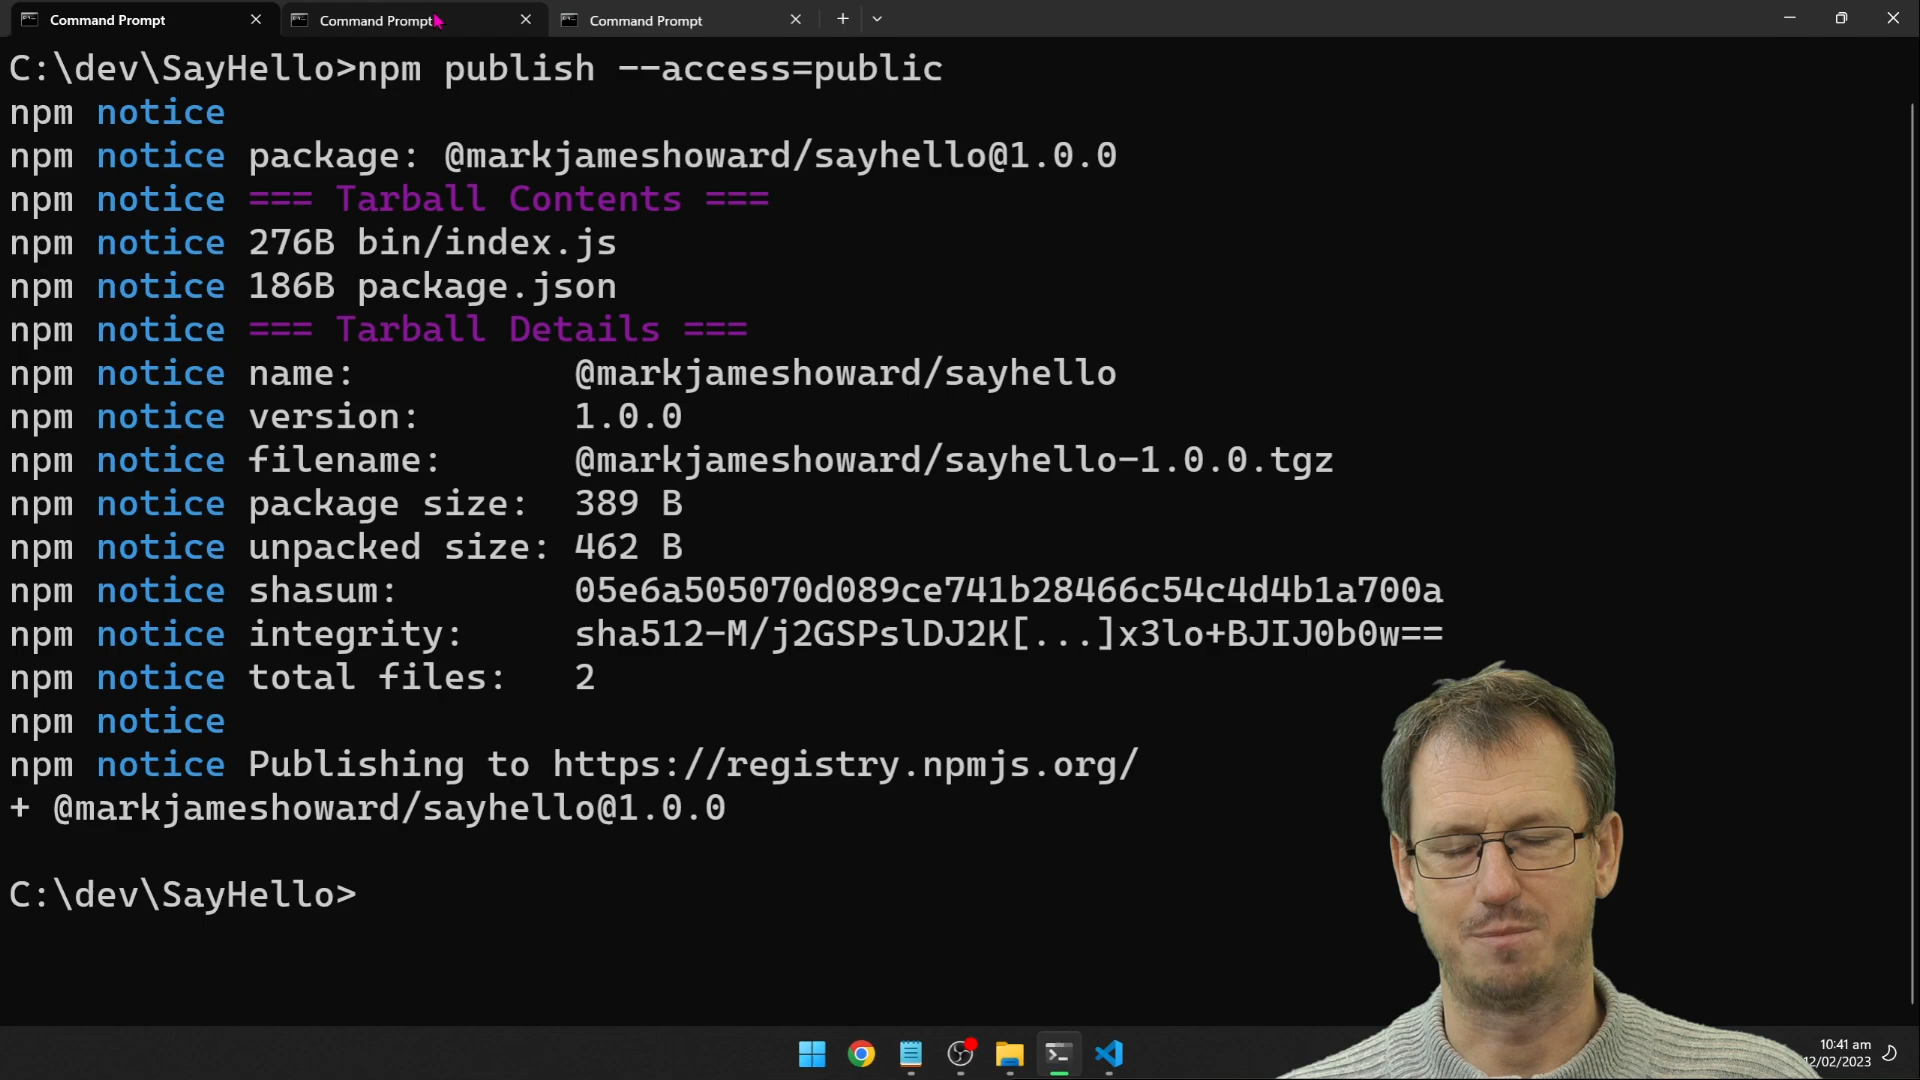 Command Prompt
Command Prompt
Command Prompt
C:\dev\SayHello>npm publish --access=public
npm notice
npm notice package: @markjameshoward/sayhello@1.0.0
npm notice === Tarball Contents ===
npm notice 276B bin/index.js
npm notice 186B package.json
npm notice === Tarball Details ===
npm notice name: @markjameshoward/sayhello
npm notice version: 1.0.0
npm notice filename: @markjameshoward/sayhello-1.0.0.tgz
npm notice package size: 389 B
npm notice unpacked size: 462 B
npm notice shasum: 05e6a505070d089ce741b28466c54c4d4b1a700a
npm notice integrity: sha512-M/j2GSPslDJ2K[...]x3lo+BJIJ0b0w==
npm notice total files: 2
npm notice
npm notice Publishing to https://registry.npmjs.org/
+ @markjameshoward/sayhello@1.0.0
C:\dev\SayHello>
10:41 am
12/02/2023